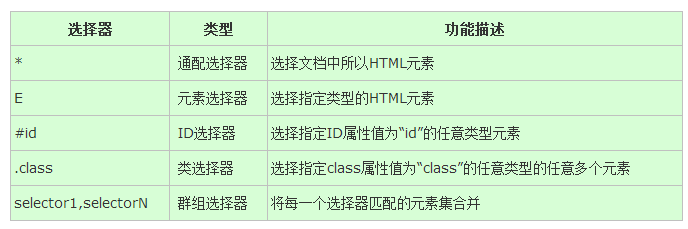 选择器 类型 功能描述
* 通配选择器 选择文档中所以HTML元素
E 元素选择器 选择指定类型的HTML元素
#id ID选择器 选择指定ID属性值为“id”的任意类型元素
.class 类选择器 选择指定class属性值为“class”的任意类型的任意多个元素
selector1,selectorN 群组选择器 将每一个选择器匹配的元素集合并